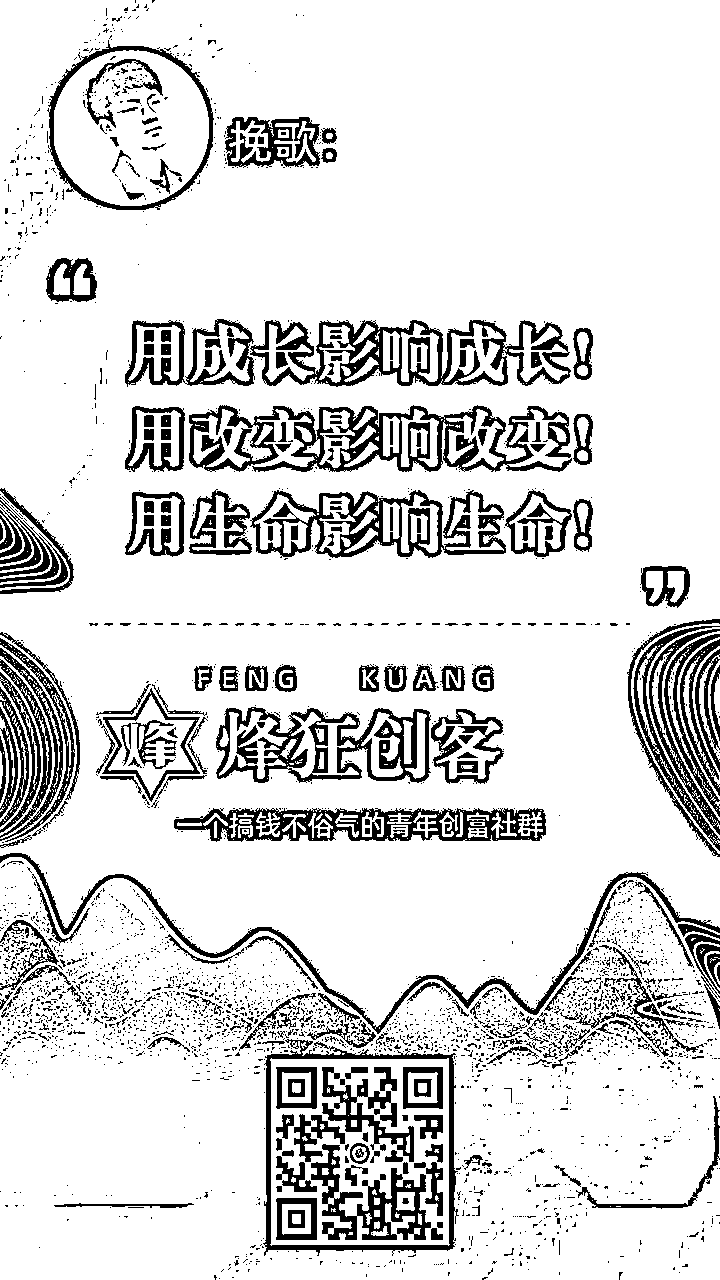 挽歌：
“
用成长影响成长！
用改变影响改变！
用生命影响生命！
”
FENG KUANG
烽
烽狂创客
一个搞钱不俗气的青年创富社群